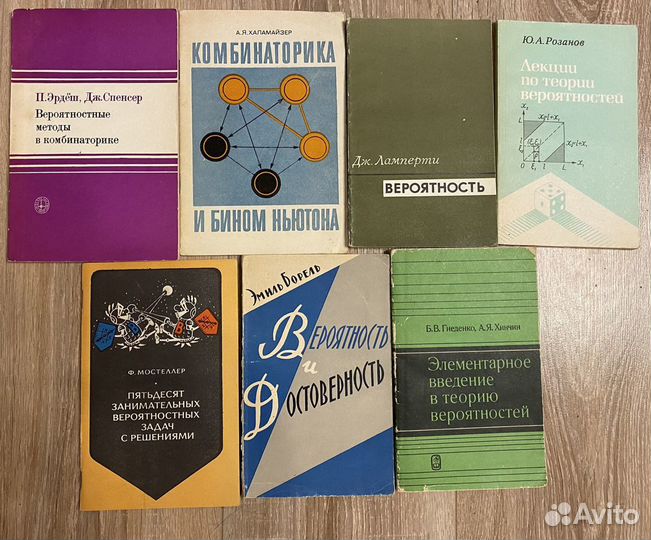 П. Эрдёш, Дж. Спенсер
Вероятностные
методы
в комбинаторике
А.Я. ХАЛАМАЙЗЕР
КОМБИНАТОРИКА
И БИНОМ НЬЮТОНА
Дж. Ламперти
ВЕРОЯТНОСТЬ
Ю. А. Розанов
Лекции
по теории
вероятностей
Ф. МОСТЕЛЛЕР
ПЯТЬДЕСЯТ
ЗАНИМАТЕЛЬНЫХ
ВЕРОЯТНОСТНЫХ
ЗАДАЧ
С РЕШЕНИЯМИ
Эмиль Борель
ВЕРОЯТНОСТЬ
И
ДОСТОВЕРНОСТЬ
Б.В. Гнеденко, А.Я. Хинчин
Элементарное
введение
в теорию
вероятностей
Avito